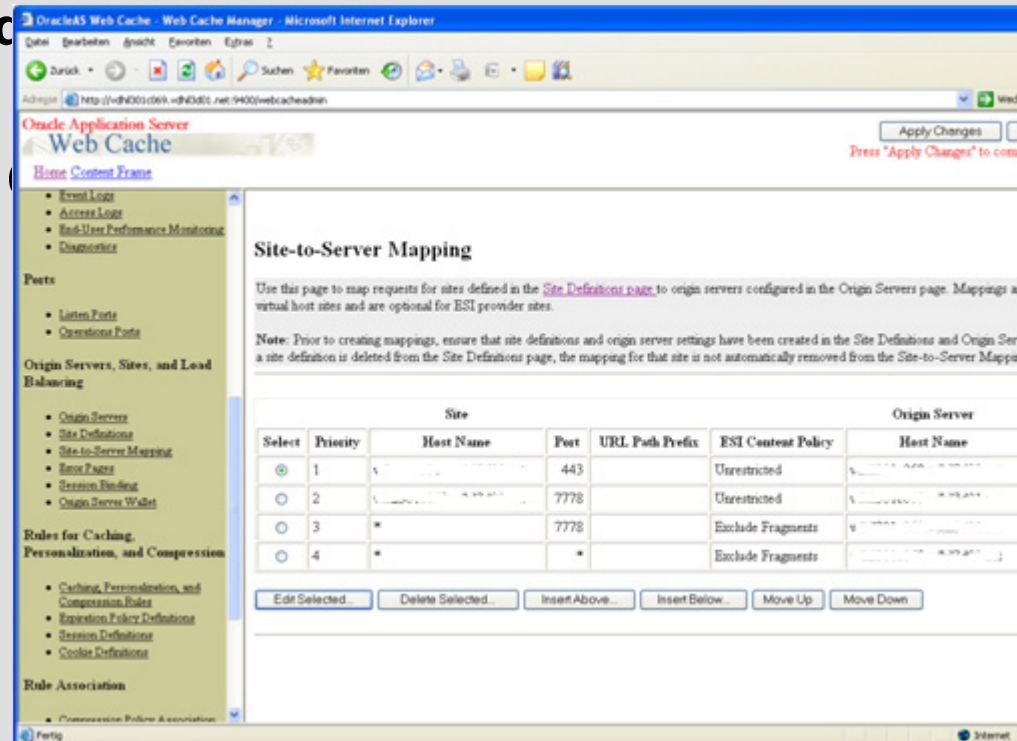 OracleAS Web Cache - Web Cache Manager - Microsoft Internet Explorer
Datei Bearbeiten Ansicht Favoriten Extras ?
Zurück Suchen Favoriten
Adresse http://vdhl301c069.vdhl3d01.net:9400/webcacheadmin
Oracle Application Server
Web Cache
Apply Changes
Press "Apply Changes" to
Home Content Frame
Event Logs
Access Logs
End-User Performance Monitoring
Diagnostics
Ports
Listen Ports
Operations Ports
Origin Servers, Sites, and Load
Balancing
Origin Servers
Site Definitions
Site-to-Server Mapping
Error Pages
Session Binding
Origin Server Wallet
Rules for Caching,
Personalization, and Compression
Caching, Personalization, and
Compression Rules
Expiration Policy Definitions
Session Definitions
Cookie Definitions
Rule Association
Compression Policy Association
Site-to-Server Mapping
Use this page to map requests for sites defined in the Site Definitions page to origin servers configured in the Origin Servers page. Mappings
virtual host sites and are optional for ESI provider sites.
Note: Prior to creating mappings, ensure that site definitions and origin server settings have been created in the Site Definitions and Origin
a site definition is deleted from the Site Definitions page, the mapping for that site is not automatically removed from the Site-to-Server
Site Origin Server
Select Priority Host Name Port URL Path Prefix ESI Content Policy Host Name
1 443 Unrestricted
2 7778 Unrestricted
3 * 7778 Exclude Fragments
4 * * Exclude Fragments
Edit Selected... Delete Selected... Insert Above... Insert Below... Move Up Move Down
Fertig Internet